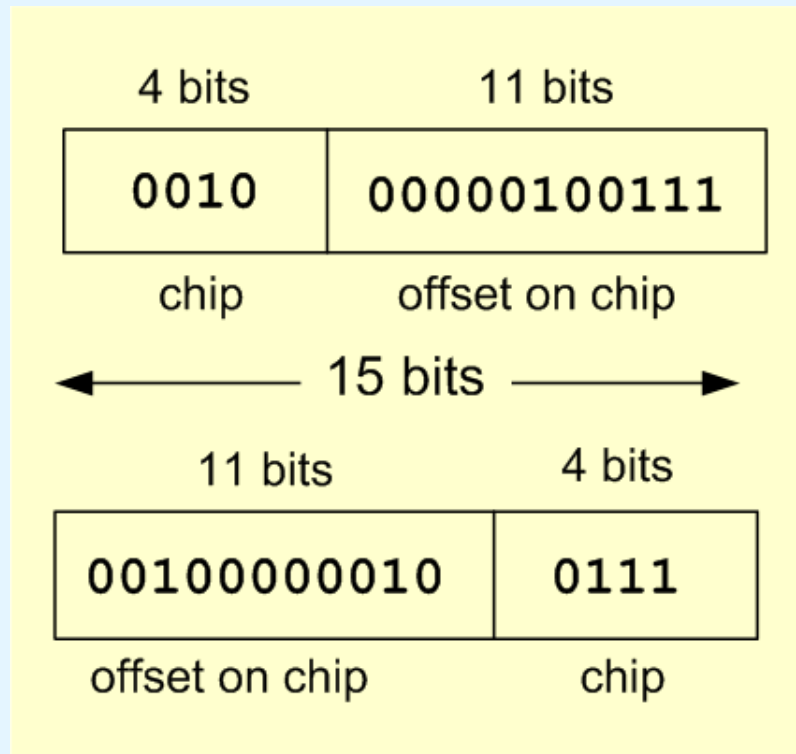 4 bits 11 bits
0010 00000100111
chip offset on chip
15 bits
11 bits 4 bits
00100000010 0111
offset on chip chip